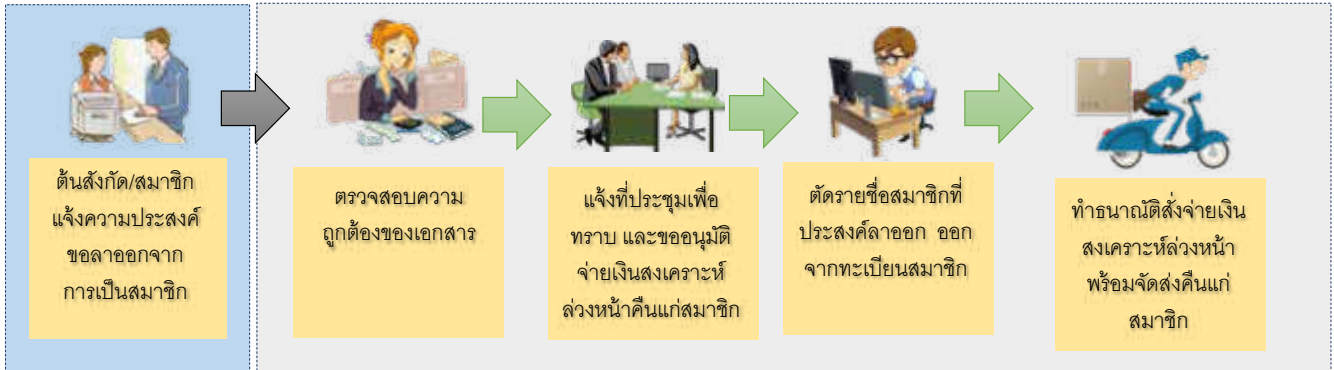 ต้นสังกัด/สมาชิก
แจ้งความประสงค์
ขอลาออกจาก
การเป็นสมาชิก
ตรวจสอบความ
ถูกต้องของเอกสาร
แจ้งที่ประชุมเพื่อ
ทราบ และขออนุมัติ
จ่ายเงินสงเคราะห์
ล่วงหน้าคืนแก่สมาชิก
ตัดรายชื่อสมาชิกที่
ประสงค์ลาออก ออก
จากทะเบียนสมาชิก
ทำธนาณัติสั่งจ่ายเงิน
สงเคราะห์ล่วงหน้า
พร้อมจัดส่งคืนแก่
สมาชิก